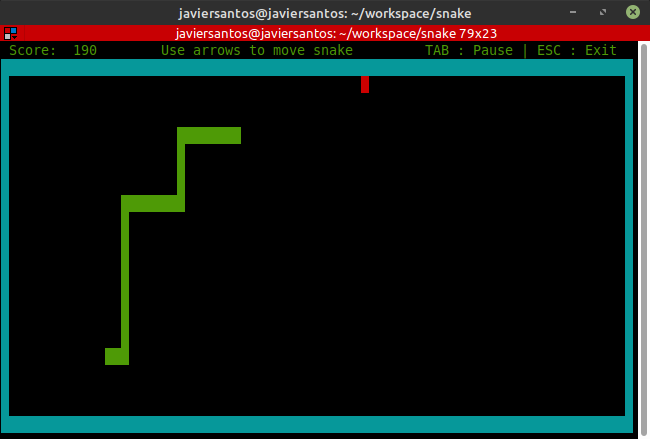 javiersantos@javiersantos: ~/workspace/snake
javiersantos@javiersantos: ~/workspace/snake 79x23
Score: 190 Use arrows to move snake TAB : Pause | ESC : Exit